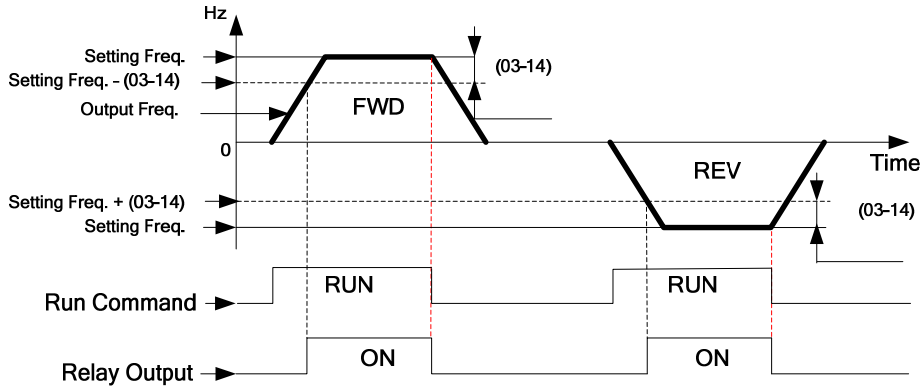 Hz
Setting Freq.
Setting Freq. - (03-14)
(03-14)
Output Freq.
FWD
0
Time
REV
Setting Freq. + (03-14)
(03-14)
Setting Freq.
Run Command
RUN
RUN
Relay Output
ON
ON